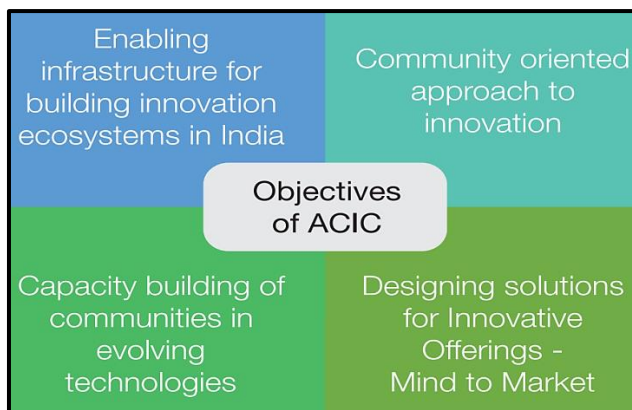 Enabling
infrastructure for
building innovation
ecosystems in India
Community oriented
approach to
innovation
Objectives
of ACIC
Capacity building of
communities in
evolving
technologies
Designing solutions
for Innovative
Offerings -
Mind to Market